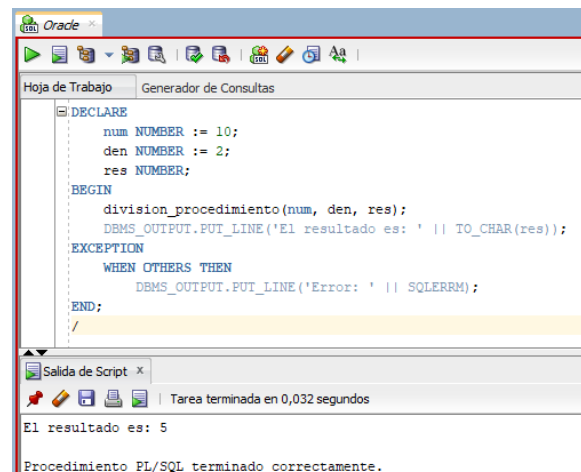 Oracle
Hoja de Trabajo Generador de Consultas
DECLARE
num NUMBER := 10;
den NUMBER := 2;
res NUMBER;
BEGIN
division_procedimiento(num, den, res);
DBMS_OUTPUT.PUT_LINE('El resultado es: ' || TO_CHAR(res));
EXCEPTION
WHEN OTHERS THEN
DBMS_OUTPUT.PUT_LINE('Error: ' || SQLERRM);
END;
/
Salida de Script x
Tarea terminada en 0,032 segundos
El resultado es: 5
Procedimiento PL/SQL terminado correctamente.